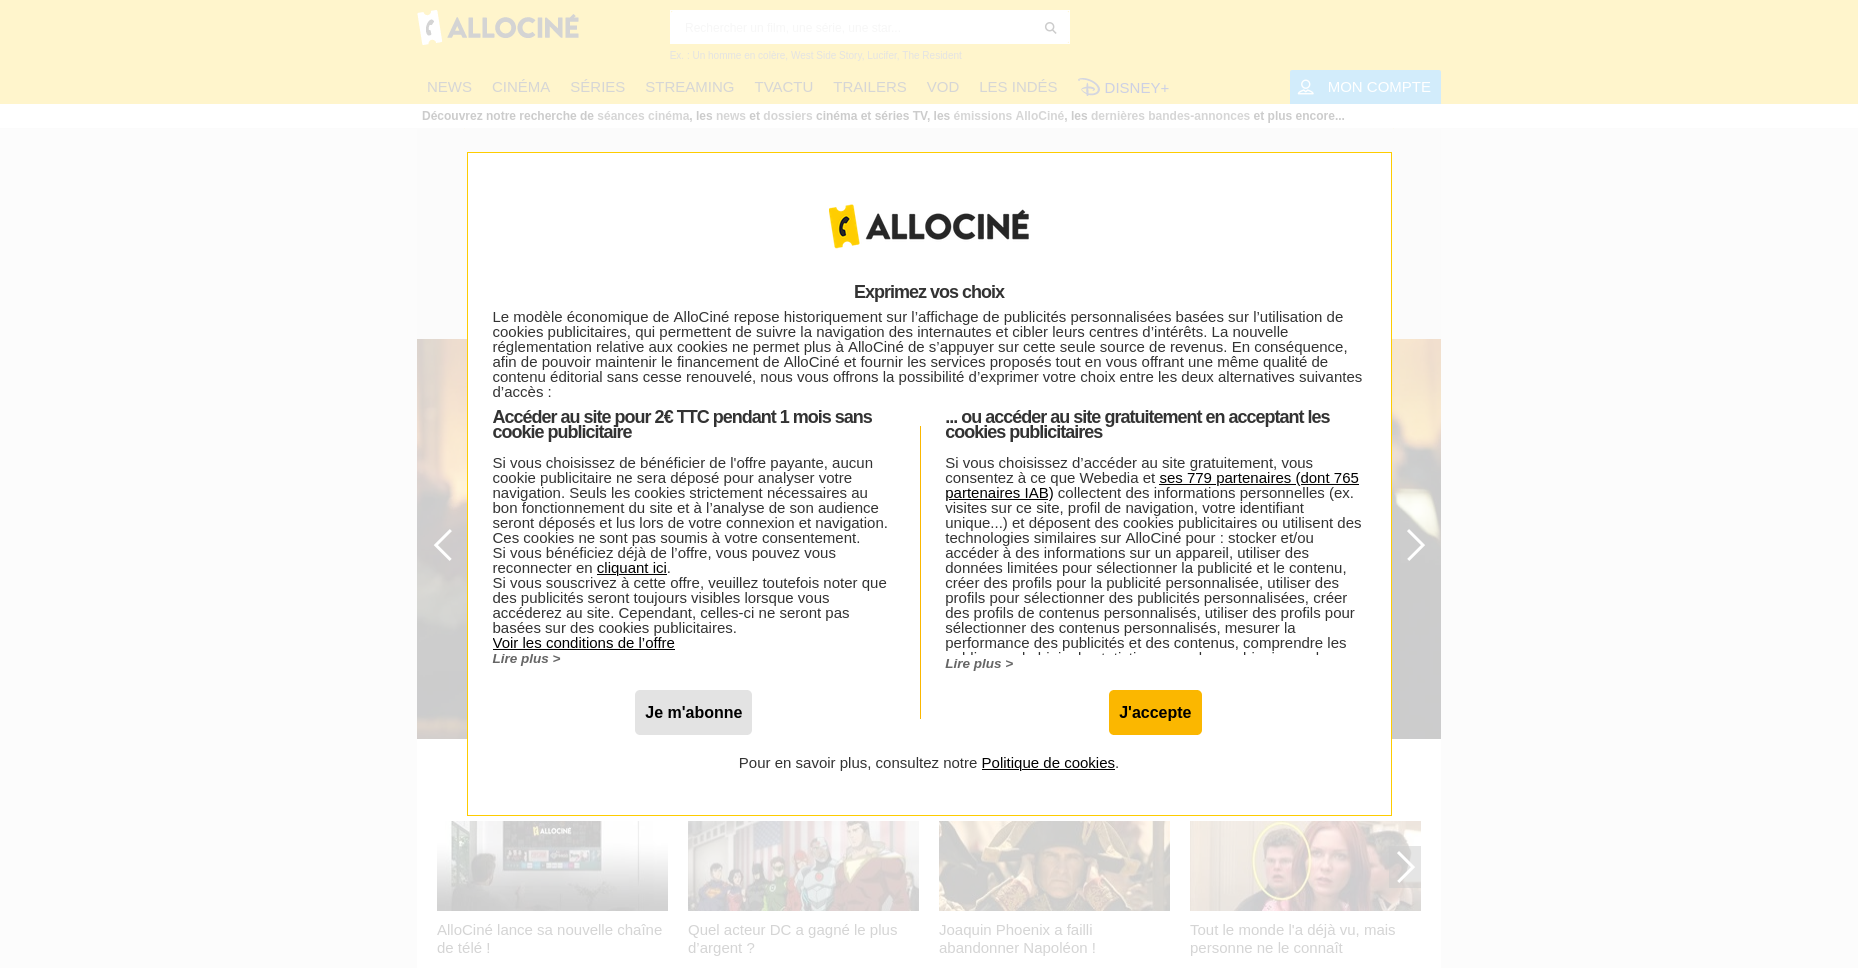 ALLOCINÉ
Rechercher un film, une série, une star...
Ex. : Un homme en colère, West Side Story, Lucifer, The Resident
NEWS CINÉMA SÉRIES STREAMING TVACTU TRAILERS VOD LES INDÉS DISNEY+ MON COMPTE
Découvrez notre recherche de séances cinéma, les news et dossiers cinéma et séries TV, les émissions AlloCiné, les dernières bandes-annonces et plus encore...
ALLOCINÉ
Exprimez vos choix
Le modèle économique de AlloCiné repose historiquement sur l’affichage de publicités personnalisées basées sur l’utilisation de
cookies publicitaires, qui permettent de suivre la navigation des internautes et cibler leurs centres d’intérêts. La nouvelle
réglementation relative aux cookies ne permet plus à AlloCiné de s’appuyer sur cette seule source de revenus. En conséquence,
afin de pouvoir maintenir le financement de AlloCiné et fournir les services proposés tout en vous offrant une même qualité de
contenu éditorial sans cesse renouvelé, nous vous offrons la possibilité d’exprimer votre choix entre les deux alternatives suivantes
d’accès :
Accéder au site pour 2€ TTC pendant 1 mois sans
cookie publicitaire
Si vous choisissez de bénéficier de l'offre payante, aucun
cookie publicitaire ne sera déposé pour analyser votre
navigation. Seuls les cookies strictement nécessaires au
bon fonctionnement du site et à l’analyse de son audience
seront déposés et lus lors de votre connexion et navigation.
Ces cookies ne sont pas soumis à votre consentement.
Si vous bénéficiez déjà de l’offre, vous pouvez vous
reconnecter en cliquant ici.
Si vous souscrivez à cette offre, veuillez toutefois noter que
des publicités seront toujours visibles lorsque vous
accéderez au site. Cependant, celles-ci ne seront pas
basées sur des cookies publicitaires.
Voir les conditions de l’offre
Lire plus >
Je m'abonne
... ou accéder au site gratuitement en acceptant les
cookies publicitaires
Si vous choisissez d’accéder au site gratuitement, vous
consentez à ce que Webedia et ses 779 partenaires (dont 765
partenaires IAB) collectent des informations personnelles (ex.
visites sur ce site, profil de navigation, votre identifiant
unique...) et déposent des cookies publicitaires ou utilisent des
technologies similaires sur AlloCiné pour : stocker et/ou
accéder à des informations sur un appareil, utiliser des
données limitées pour sélectionner la publicité et le contenu,
créer des profils pour la publicité personnalisée, utiliser des
profils pour sélectionner des publicités personnalisées, créer
des profils de contenus personnalisés, utiliser des profils pour
sélectionner des contenus personnalisés, mesurer la
performance des publicités et des contenus, comprendre les
Lire plus >
J'accepte
Pour en savoir plus, consultez notre Politique de cookies.
ALLOCINÉ
AlloCiné lance sa nouvelle chaîne
de télé !
Quel acteur DC a gagné le plus
d'argent ?
Joaquin Phoenix a failli
abandonner Napoléon !
Tout le monde l'a déjà vu, mais
personne ne le connaît